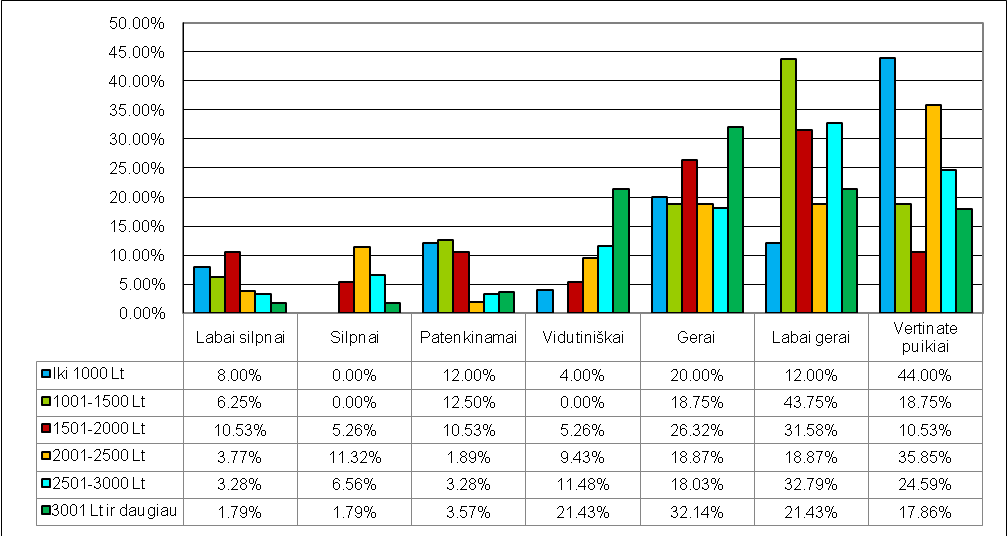 50.00%
45.00%
40.00%
35.00%
30.00%
25.00%
20.00%
15.00%
10.00%
5.00%
0.00%
Labai silpnai Silpnai Patenkinamai Vidutiniškai Gerai Labai gerai Vertinate
puikiai
Iki 1000 Lt 8.00% 0.00% 12.00% 4.00% 20.00% 12.00% 44.00%
1001-1500 Lt 6.25% 0.00% 12.50% 0.00% 18.75% 43.75% 18.75%
1501-2000 Lt 10.53% 5.26% 10.53% 5.26% 26.32% 31.58% 10.53%
2001-2500 Lt 3.77% 11.32% 1.89% 9.43% 18.87% 18.87% 35.85%
2501-3000 Lt 3.28% 6.56% 3.28% 11.48% 18.03% 32.79% 24.59%
3001 Lt ir daugiau 1.79% 1.79% 3.57% 21.43% 32.14% 21.43% 17.86%